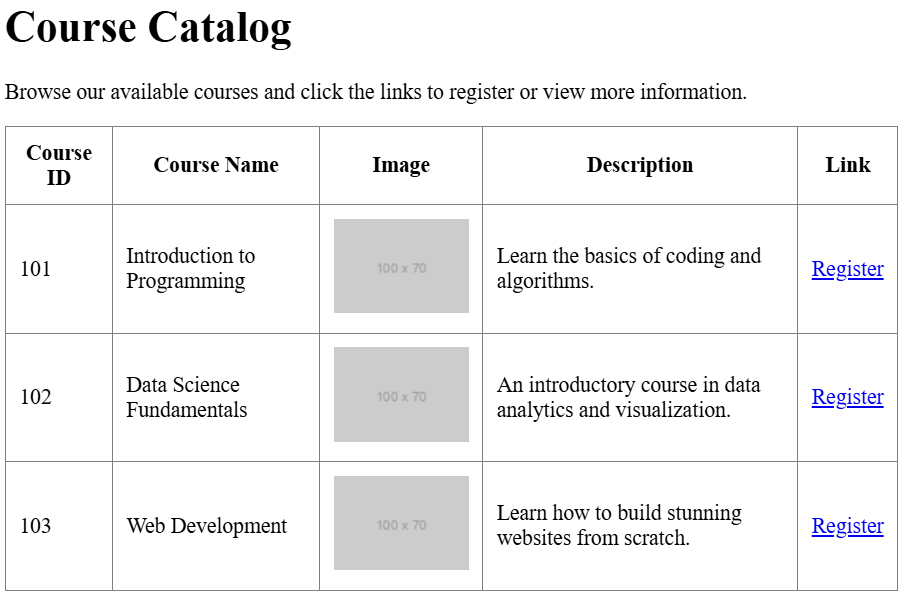 Course Catalog
Browse our available courses and click the links to register or view more information.
Course
ID
Course Name
Image
Description
Link
101
Introduction to
Programming
100 x 70
Learn the basics of coding and
algorithms.
Register
102
Data Science
Fundamentals
100 x 70
An introductory course in data
analytics and visualization.
Register
103
Web Development
100 x 70
Learn how to build stunning
websites from scratch.
Register